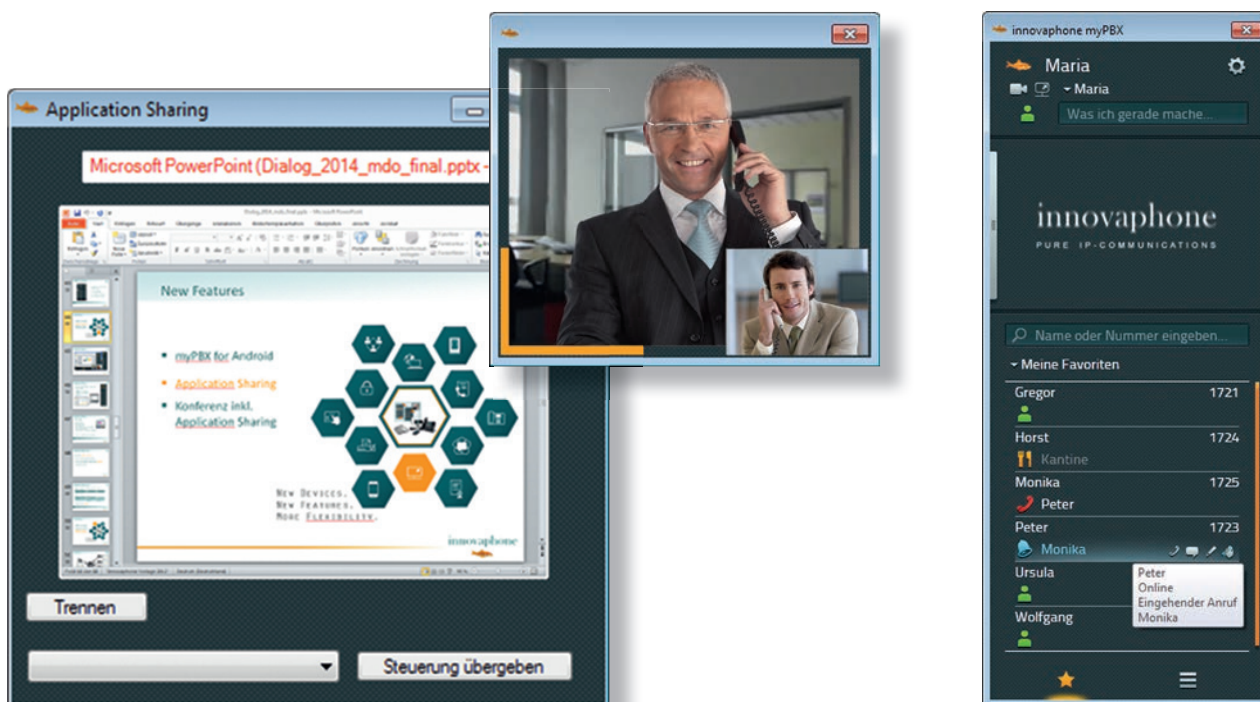 Application Sharing
Microsoft PowerPoint (Dialog_2014_mdo_final.pptx -
New Features
▪ myPBX for Android
▪ Application Sharing
▪ Konferenz inkl.
Application Sharing
New Devices.
New Features.
More Flexibility.
innovaphone
Trennen
Steuerung übergeben
innovaphone myPBX
Maria
Maria
Was ich gerade mache...
innovaphone
PURE IP-COMMUNICATIONS
Name oder Nummer eingeben...
Meine Favoriten
Gregor 1721
Horst 1724
Kantine
Monika 1725
Peter
Peter 1723
Monika
Ursula
Wolfgang
Peter
Online
Eingehender Anruf
Monika